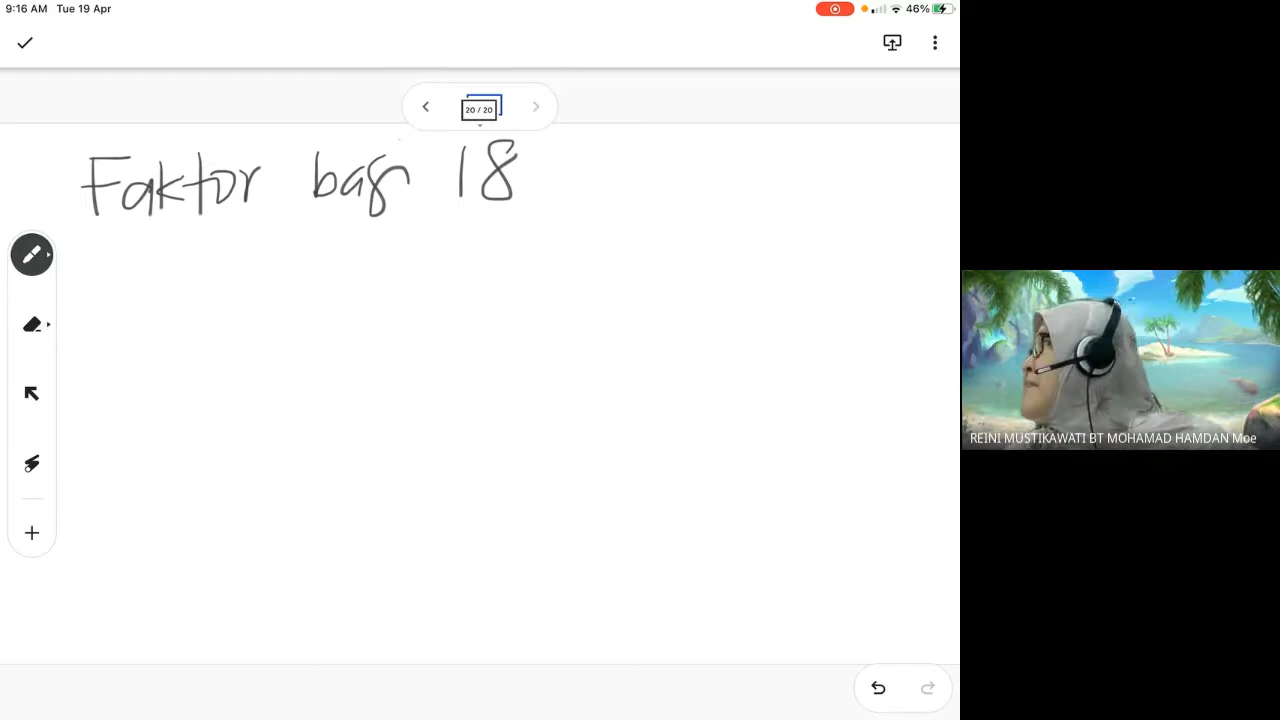 9:16 AM Tue 19 Apr
46%
20 / 20
Faktor bagi 18
REINI MUSTIKAWATI BT MOHAMAD HAMDAN Moe